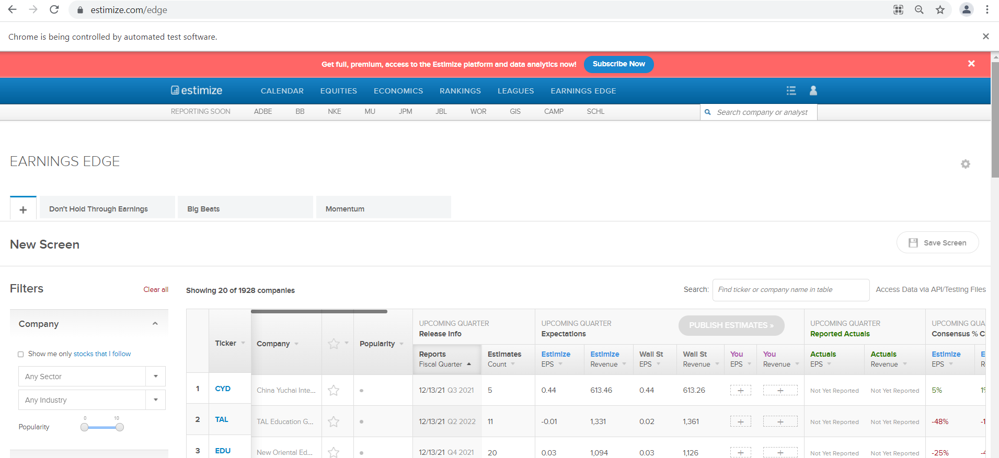 estimize.com/edge
Chrome is being controlled by automated test software.
Get full, premium, access to the Estimize platform and data analytics now! Subscribe Now
estimize CALENDAR EQUITIES ECONOMICS RANKINGS LEAGUES EARNINGS EDGE
REPORTING SOON ADBE BB NKE MU JPM JBL WOR GIS CAMP SCHL Search company or analyst
EARNINGS EDGE
+ Don't Hold Through Earnings Big Beats Momentum
New Screen Save Screen
Filters Clear all Showing 20 of 1928 companies Search: Find ticker or company name in table Access Data via API/Testing Files
Company
Show me only stocks that I follow
Any Sector
Any Industry
0 10
Popularity
UPCOMING QUARTER UPCOMING QUARTER PUBLISH ESTIMATES » UPCOMING QUARTER UPCOMING QUA
Release Info Expectations Reported Actuals Consensus % C
Ticker Company Popularity
Reports Estimates Estimize Estimize Wall St Wall St You You Actuals Actuals Estimize E
Fiscal Quarter Count EPS Revenue EPS Revenue EPS Revenue EPS Revenue EPS R
1 CYD China Yuchai Inte... 12/13/21 Q3 2021 5 0.44 613.46 0.44 613.26 + + Not Yet Reported Not Yet Reported 5% 1%
2 TAL TAL Education G... 12/13/21 Q2 2022 11 -0.01 1,331 0.02 1,361 + + Not Yet Reported Not Yet Reported -48% -1
3 EDU New Oriental Ed... 12/13/21 Q4 2021 20 0.03 1,094 0.03 1,126 + + Not Yet Reported Not Yet Reported -25% -4